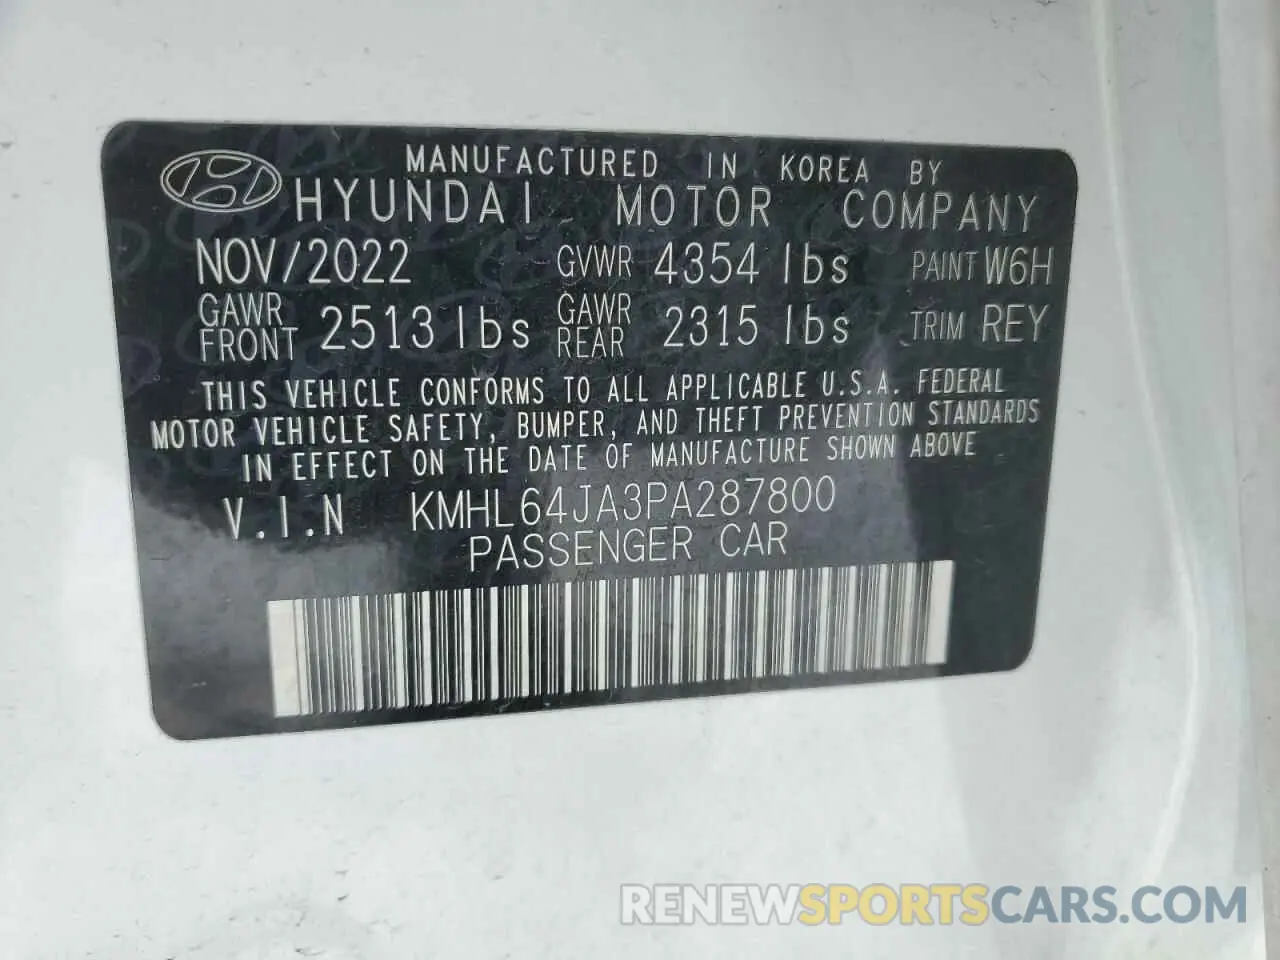 MANUFACTURED IN KOREA BY
HYUNDAI MOTOR COMPANY
NOV/2022 GVWR 4354 lbs PAINT W6H
GAWR FRONT 2513 lbs GAWR REAR 2315 lbs TRIM REY
THIS VEHICLE CONFORMS TO ALL APPLICABLE U.S.A. FEDERAL
MOTOR VEHICLE SAFETY, BUMPER, AND THEFT PREVENTION STANDARDS
IN EFFECT ON THE DATE OF MANUFACTURE SHOWN ABOVE
V.I.N KMHL64JA3PA287800
PASSENGER CAR
RENEWSPORTSCARS.COM